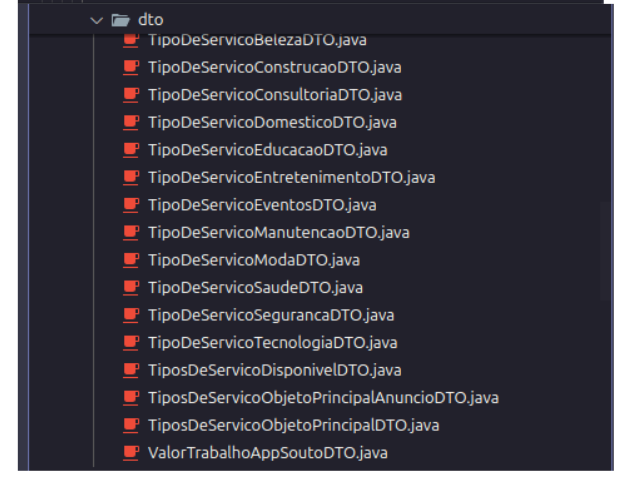 dto
TipoDeServicoBelezaDTO.java
TipoDeServicoConstrucaoDTO.java
TipoDeServicoConsultoriaDTO.java
TipoDeServicoDomesticoDTO.java
TipoDeServicoEducacaoDTO.java
TipoDeServicoEntretenimentoDTO.java
TipoDeServicoEventosDTO.java
TipoDeServicoManutencaoDTO.java
TipoDeServicoModaDTO.java
TipoDeServicoSaudeDTO.java
TipoDeServicoSegurancaDTO.java
TipoDeServicoTecnologiaDTO.java
TiposDeServicoDisponivelDTO.java
TiposDeServicoObjetoPrincipalAnuncioDTO.java
TiposDeServicoObjetoPrincipalDTO.java
ValorTrabalhoAppSoutoDTO.java